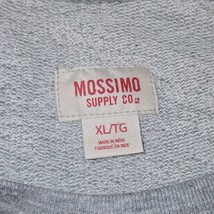 MOSSIMO
SUPPLY CO
XL/TG
MADE IN INDIA
FABRIQUÉ EN INDE